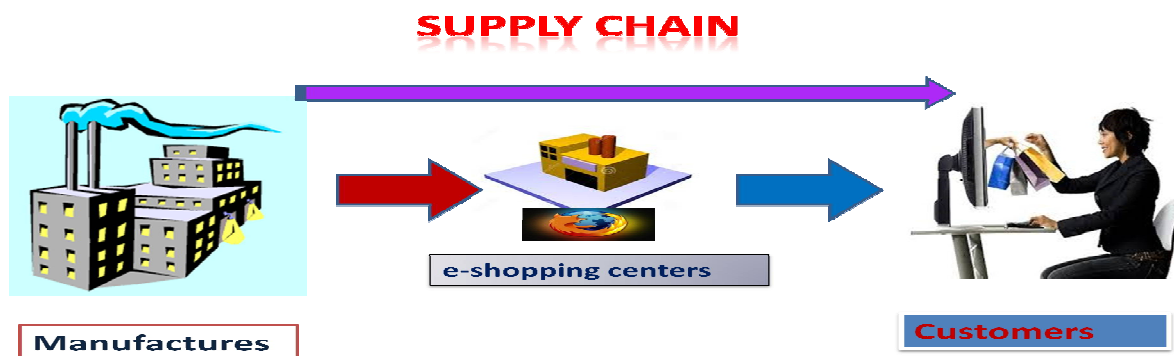 SUPPLY CHAIN
e-shopping centers
Manufactures
Customers